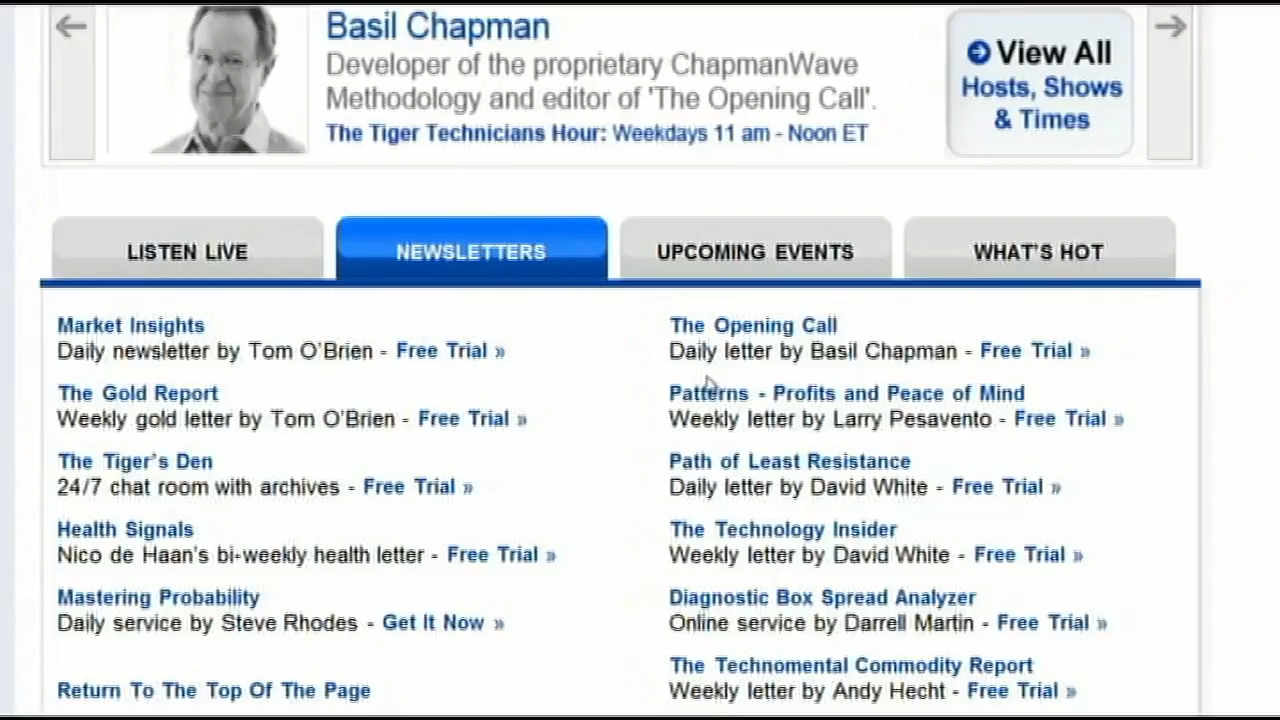 Basil Chapman
Developer of the proprietary ChapmanWave
Methodology and editor of 'The Opening Call'.
The Tiger Technicians Hour: Weekdays 11 am - Noon ET
View All
Hosts, Shows
& Times
LISTEN LIVE
NEWSLETTERS
UPCOMING EVENTS
WHAT'S HOT
Market Insights
Daily newsletter by Tom O'Brien - Free Trial »
The Gold Report
Weekly gold letter by Tom O'Brien - Free Trial »
The Tiger's Den
24/7 chat room with archives - Free Trial »
Health Signals
Nico de Haan's bi-weekly health letter - Free Trial »
Mastering Probability
Daily service by Steve Rhodes - Get It Now »
Return To The Top Of The Page
The Opening Call
Daily letter by Basil Chapman - Free Trial »
Patterns - Profits and Peace of Mind
Weekly letter by Larry Pesavento - Free Trial »
Path of Least Resistance
Daily letter by David White - Free Trial »
The Technology Insider
Weekly letter by David White - Free Trial »
Diagnostic Box Spread Analyzer
Online service by Darrell Martin - Free Trial »
The Technomental Commodity Report
Weekly letter by Andy Hecht - Free Trial »